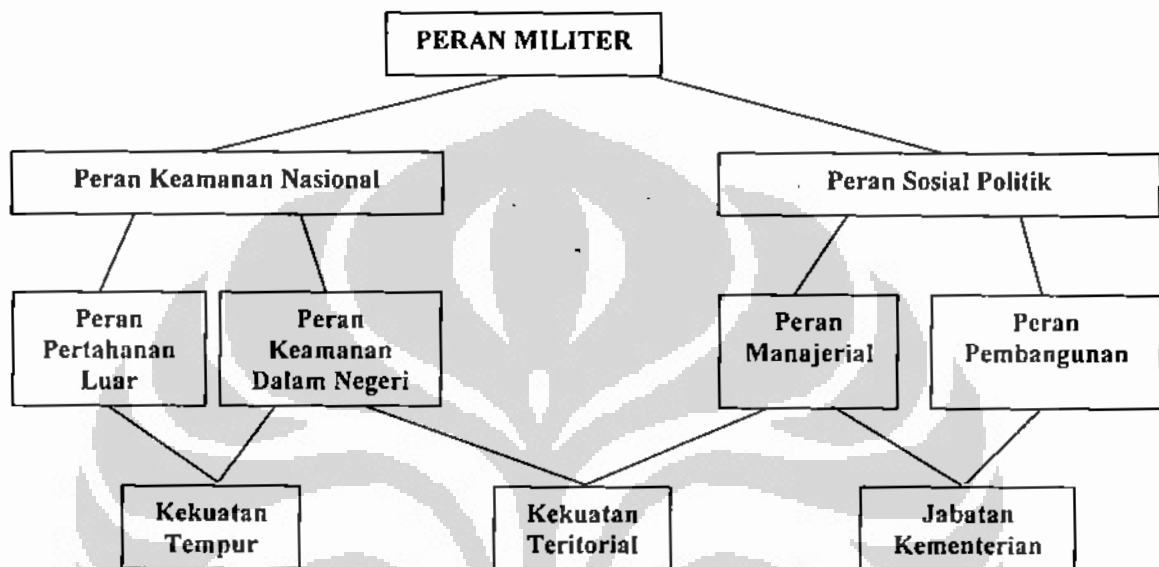 PERAN MILITER
Peran Keamanan Nasional
Peran Sosial Politik
Peran
Pertahanan
Luar
Peran
Keamanan
Dalam Negeri
Peran
Manajerial
Peran
Pembangunan
Kekuatan
Tempur
Kekuatan
Teritorial
Jabatan
Kementerian